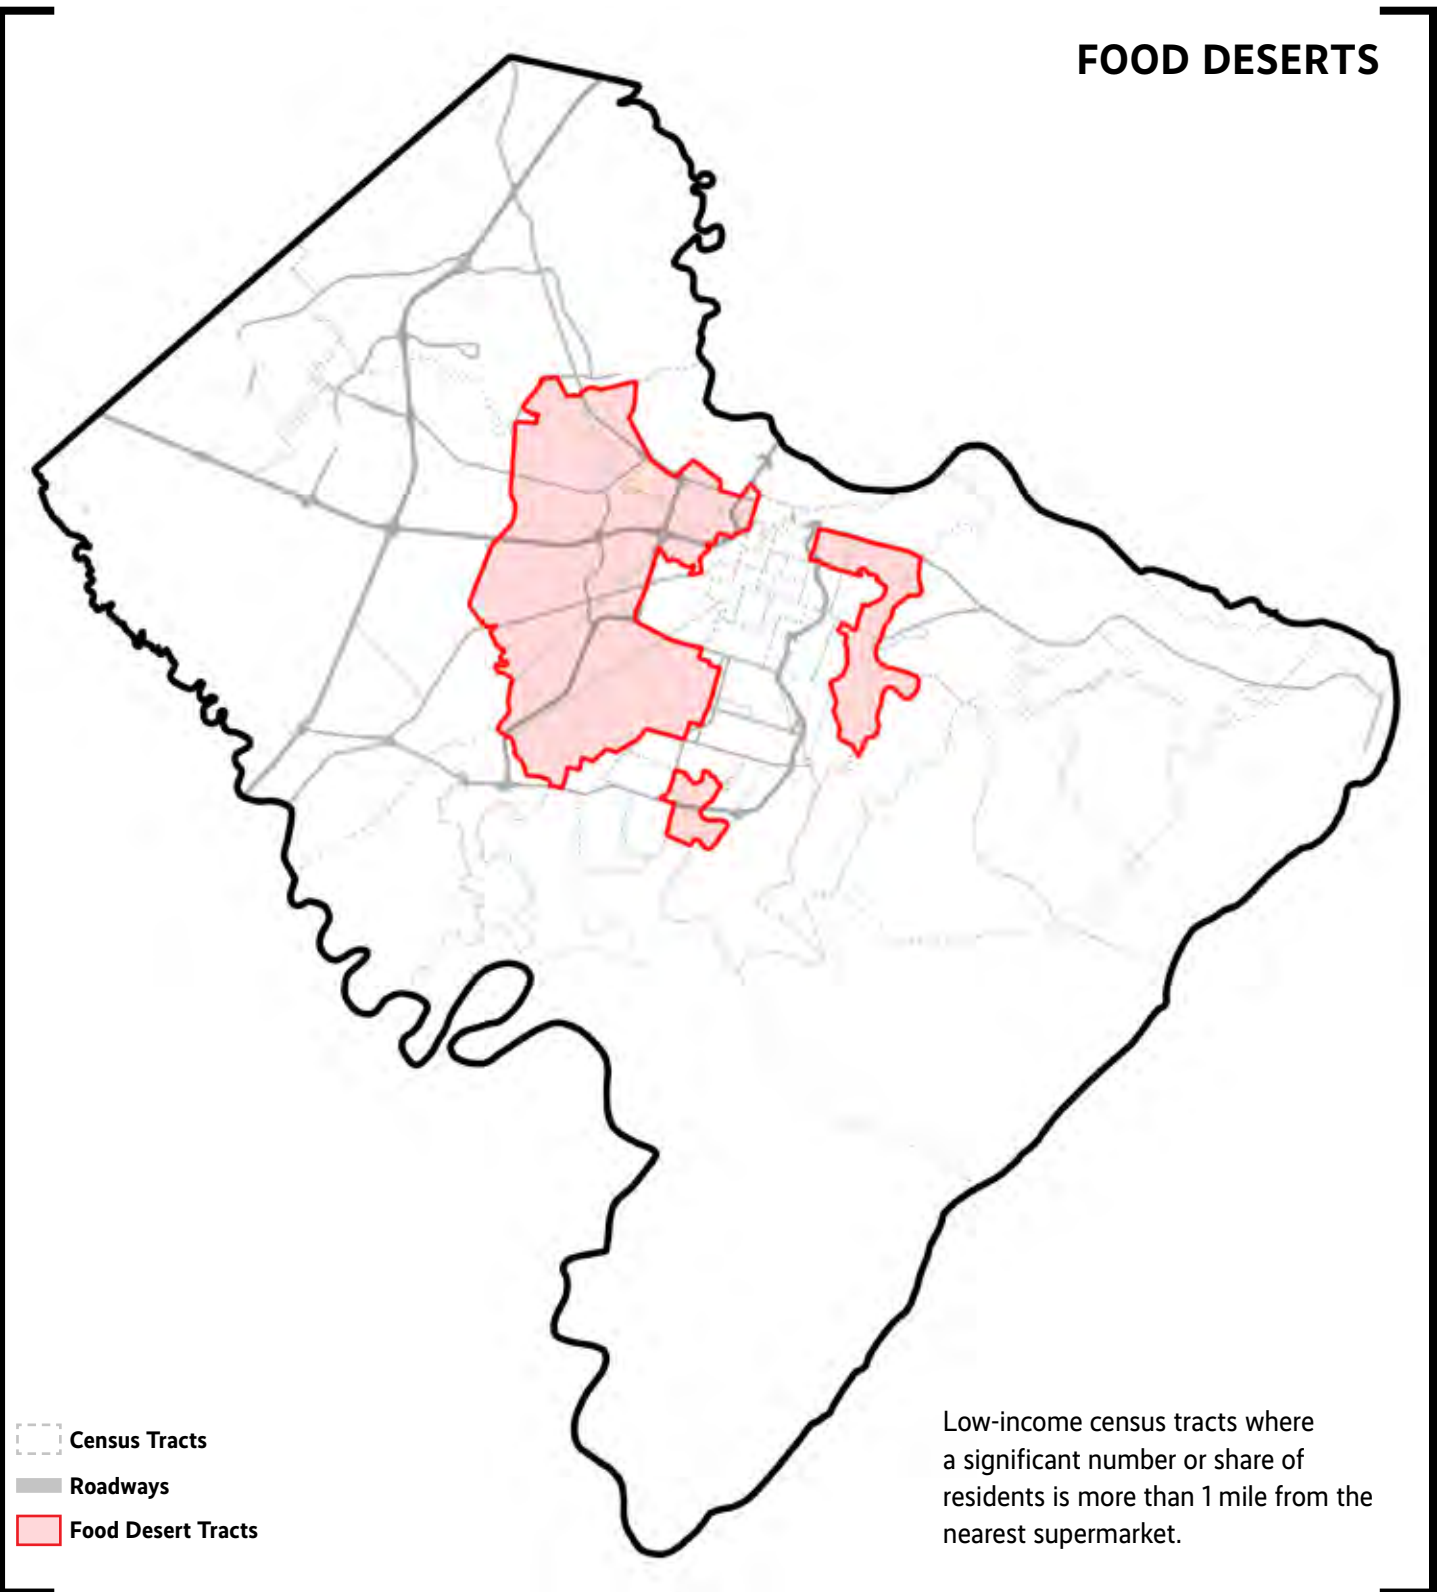 FOOD DESERTS
Census Tracts
Roadways
Food Desert Tracts
Low-income census tracts where
a significant number or share of
residents is more than 1 mile from the
nearest supermarket.